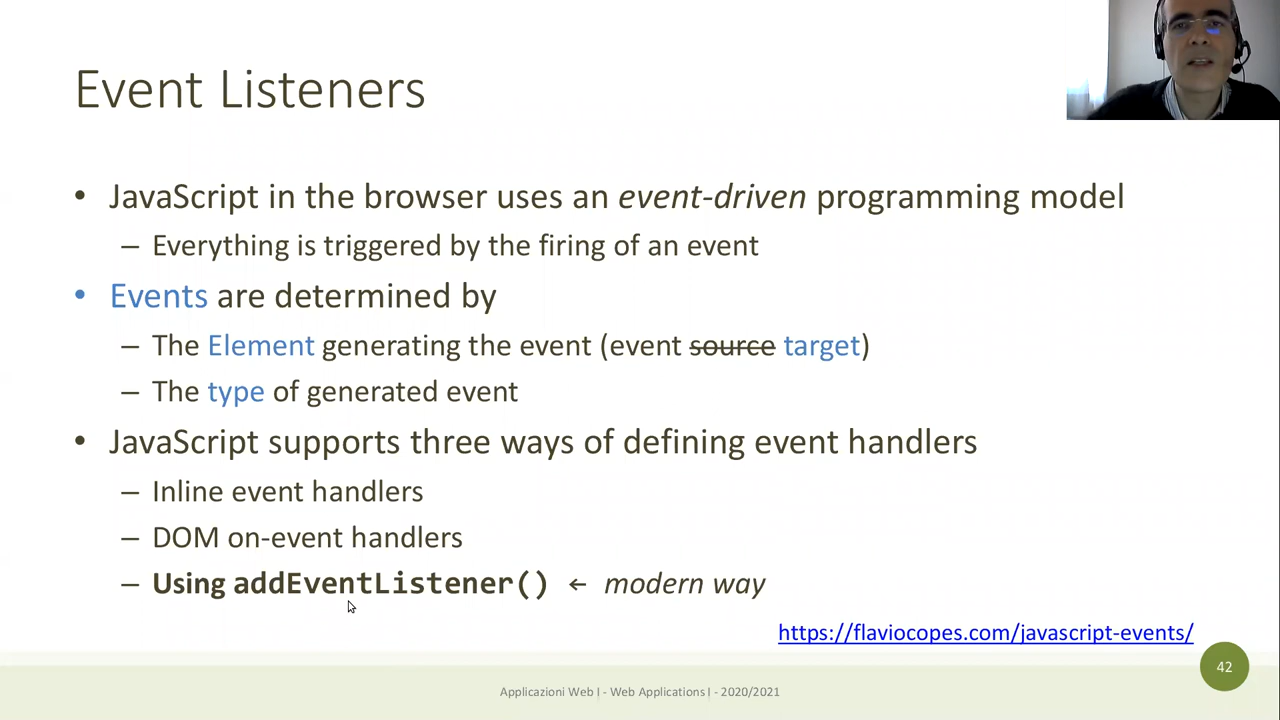 Event Listeners
• JavaScript in the browser uses an event-driven programming model
– Everything is triggered by the firing of an event
• Events are determined by
– The Element generating the event (event source target)
– The type of generated event
• JavaScript supports three ways of defining event handlers
– Inline event handlers
– DOM on-event handlers
– Using addEventListener() ← modern way
https://flaviocopes.com/javascript-events/
42
Applicazioni Web I - Web Applications I - 2020/2021